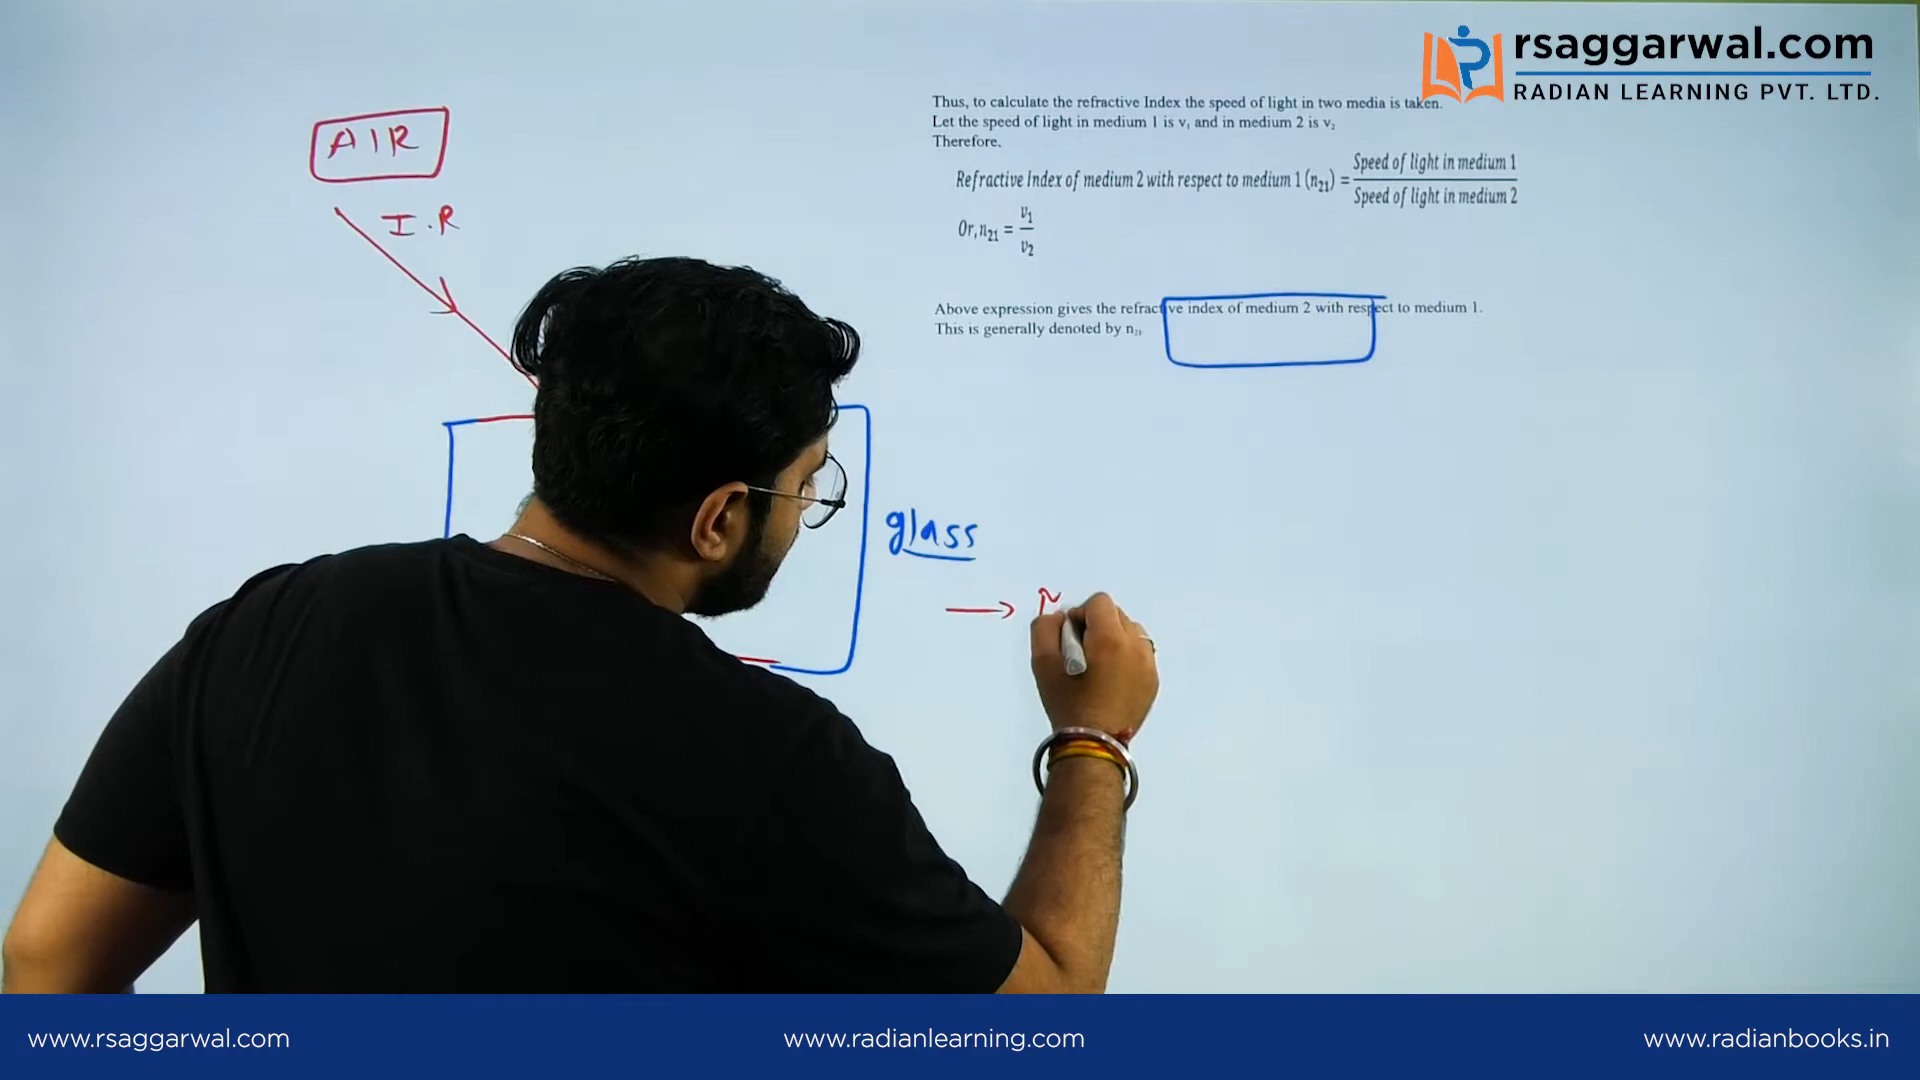 rsaggarwal.com
RADIAN LEARNING PVT. LTD.
Thus, to calculate the refractive Index the speed of light in two media is taken.
Let the speed of light in medium 1 is v₁ and in medium 2 is v₂
Therefore,
Refractive Index of medium 2 with respect to medium 1 (n₂₁) = Speed of light in medium 1 / Speed of light in medium 2
Or, n₂₁ = v₁ / v₂
Above expression gives the refractive index of medium 2 with respect to medium 1.
This is generally denoted by n₂₁
AIR
I.R
glass
www.rsaggarwal.com
www.radianlearning.com
www.radianbooks.in